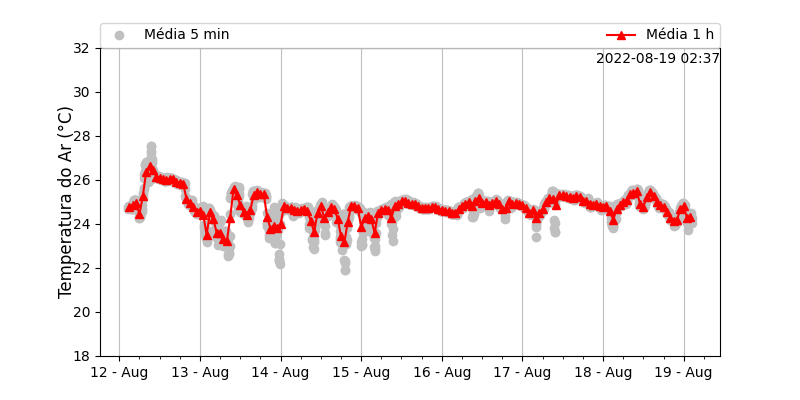 Média 5 min
Média 1 h
2022-08-19 02:37
Temperatura do Ar (°C)
32
30
28
26
24
22
20
18
12 - Aug
13 - Aug
14 - Aug
15 - Aug
16 - Aug
17 - Aug
18 - Aug
19 - Aug